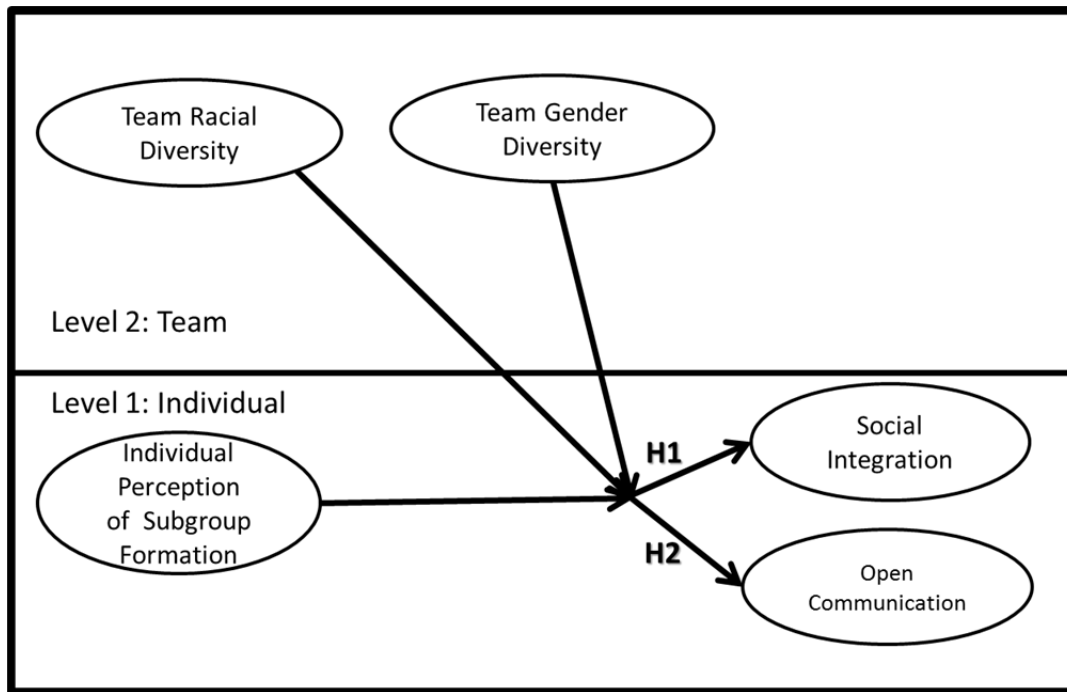 Team Racial
Diversity
Team Gender
Diversity
Level 2: Team
Level 1: Individual
Individual
Perception
of Subgroup
Formation
H1
Social
Integration
H2
Open
Communication